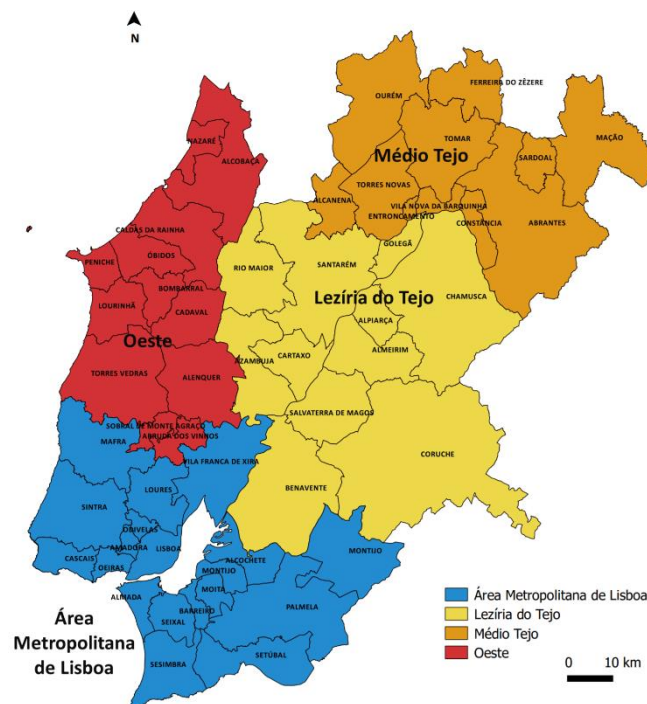 N
FERREIRA DO ZÊZERE
OURÉM
NAZARÉ
TOMAR
MAÇÃO
ALCOBAÇA
Médio Tejo
SARDOAL
TORRES NOVAS
ALCANENA
VILA NOVA DA BARQUINHA
ENTRONCAMENTO
CONSTÂNCIA
ABRANTES
CALDAS DA RAINHA
GOLEGÃ
ÓBIDOS
PENICHE
RIO MAIOR
SANTARÉM
BOMBARRAL
CHAMUSCA
Lezíria do Tejo
LOURINHÃ
CADAVAL
ALPIARÇA
Oeste
ALMEIRIM
CARTAXO
AZAMBUJA
TORRES VEDRAS
ALENQUER
SALVATERRA DE MAGOS
SOBRAL DE MONTE AGRAÇO
ARRUDA DOS VINHOS
MAFRA
CORUCHE
VILA FRANCA DE XIRA
BENAVENTE
LOURES
SINTRA
ODIVELAS
AMADORA
LISBOA
MONTIJO
CASCAIS
OEIRAS
ALCOCHETE
MONTIJO
MOITA
ALMADA
BARREIRO
PALMELA
SEIXAL
SETÚBAL
SESIMBRA
Área
Metropolitana
de Lisboa
Área Metropolitana de Lisboa
Lezíria do Tejo
Médio Tejo
Oeste
0 10 km